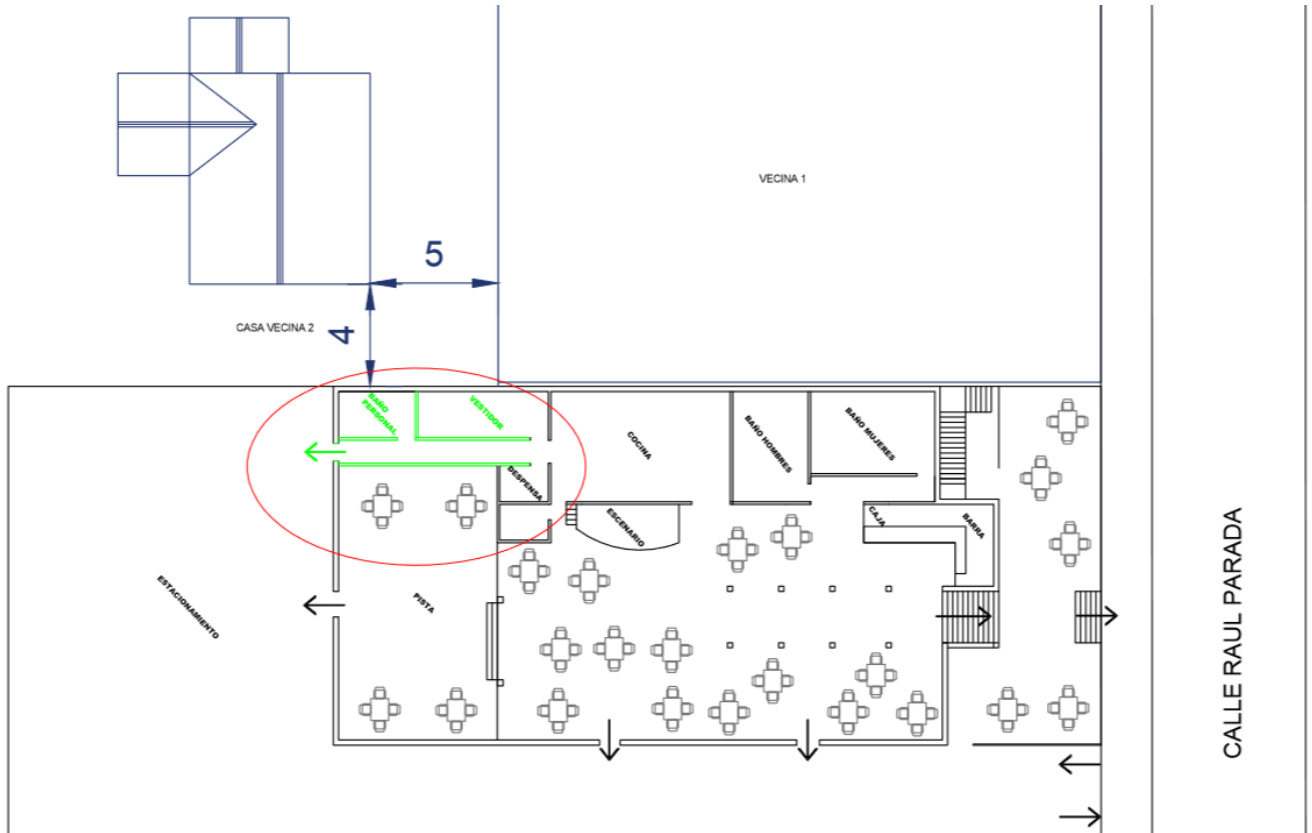 VECINA 1
5
4
CASA VECINA 2
BAÑO
PERSONAL
VESTIDOR
COCINA
BAÑO HOMBRES
BAÑO MUJERES
DESPENSA
ESCENARIO
CAJA
BARRA
ESTACIONAMIENTO
PISTA
CALLE RAUL PARADA